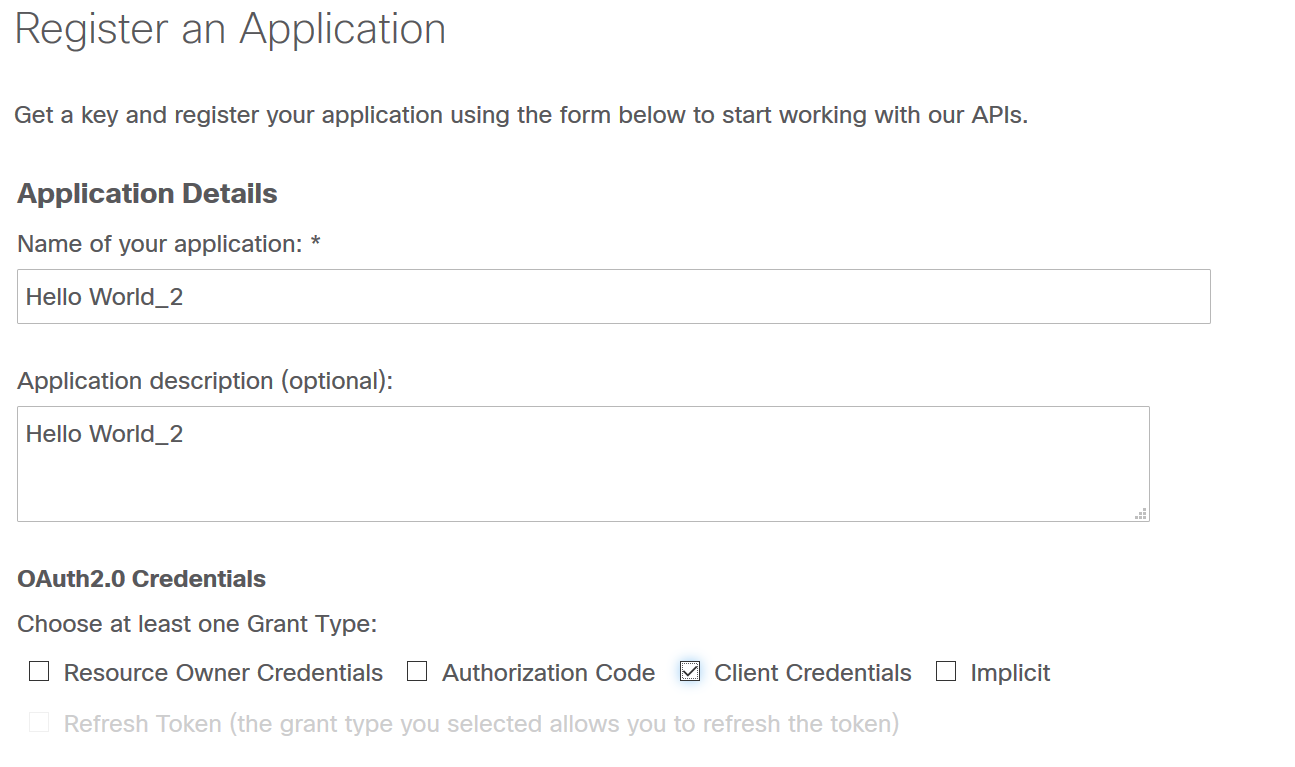 Register an Application
Get a key and register your application using the form below to start working with our APIs.
Application Details
Name of your application: *
Hello World_2
Application description (optional):
Hello World_2
OAuth2.0 Credentials
Choose at least one Grant Type:
Resource Owner Credentials Authorization Code Client Credentials Implicit
Refresh Token (the grant type you selected allows you to refresh the token)